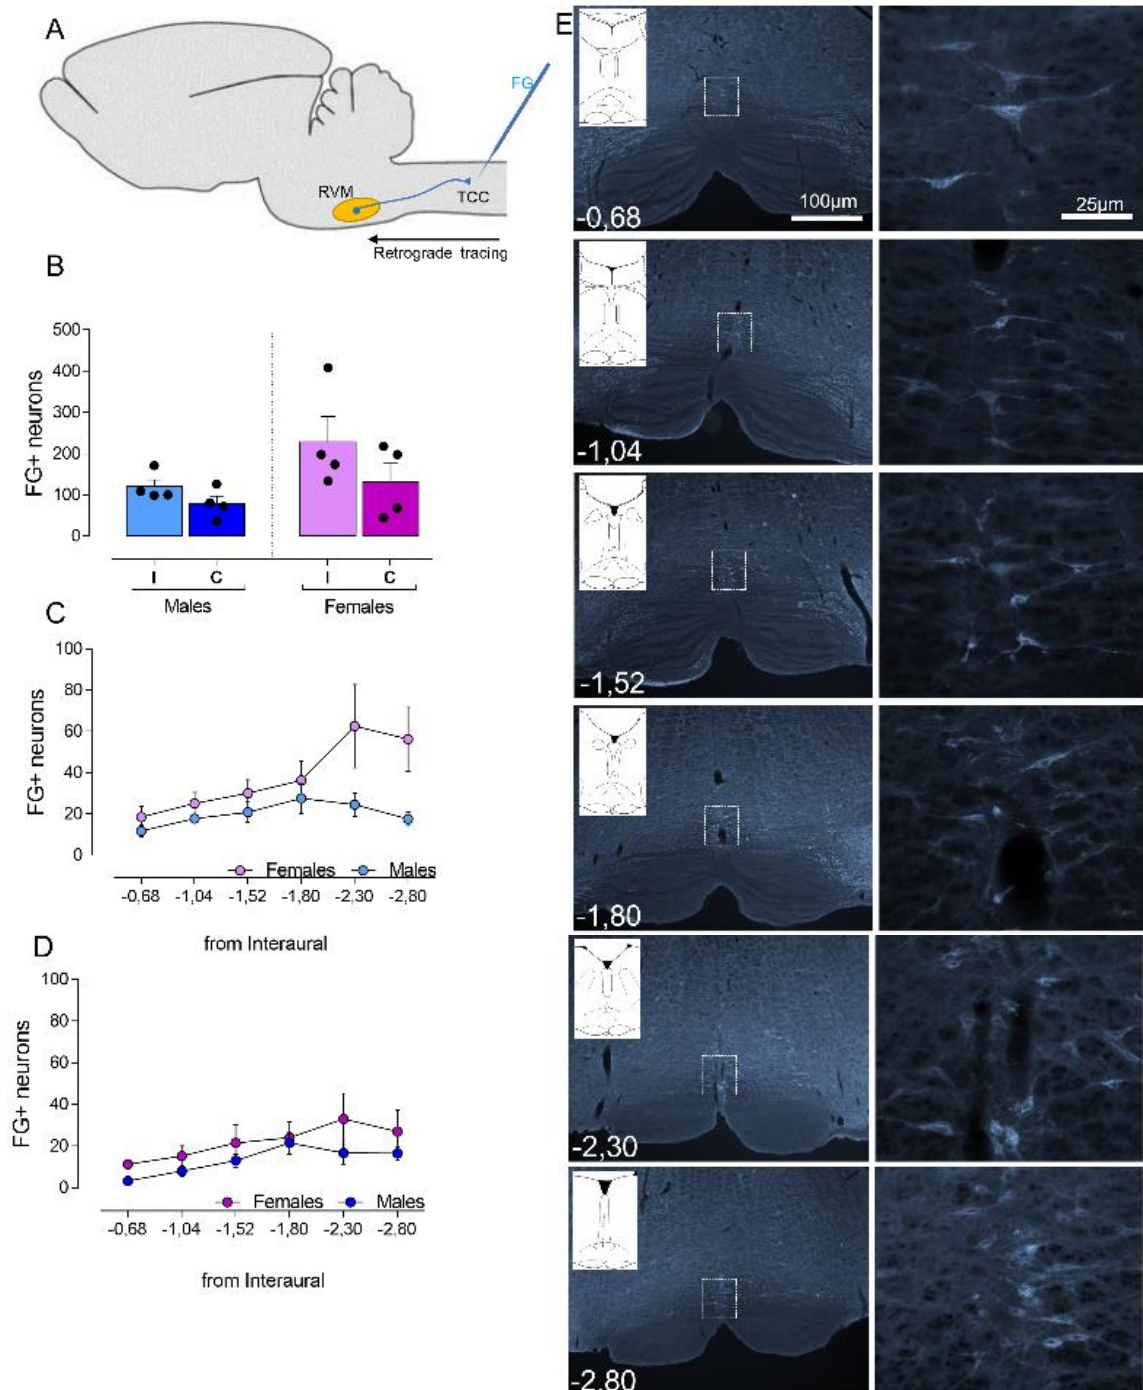 A
FG
RVM
TCC
Retrograde tracing
B
FG+ neurons
500
400
300
200
100
0
I C I C
Males Females
C
FG+ neurons
100
80
60
40
20
0
Females Males
-0,68 -1,04 -1,52 -1,80 -2,30 -2,80
from Interaural
D
FG+ neurons
100
80
60
40
20
0
Females Males
-0,68 -1,04 -1,52 -1,80 -2,30 -2,80
from Interaural
E
-0,68
100µm
25µm
-1,04
-1,52
-1,80
-2,30
-2,80